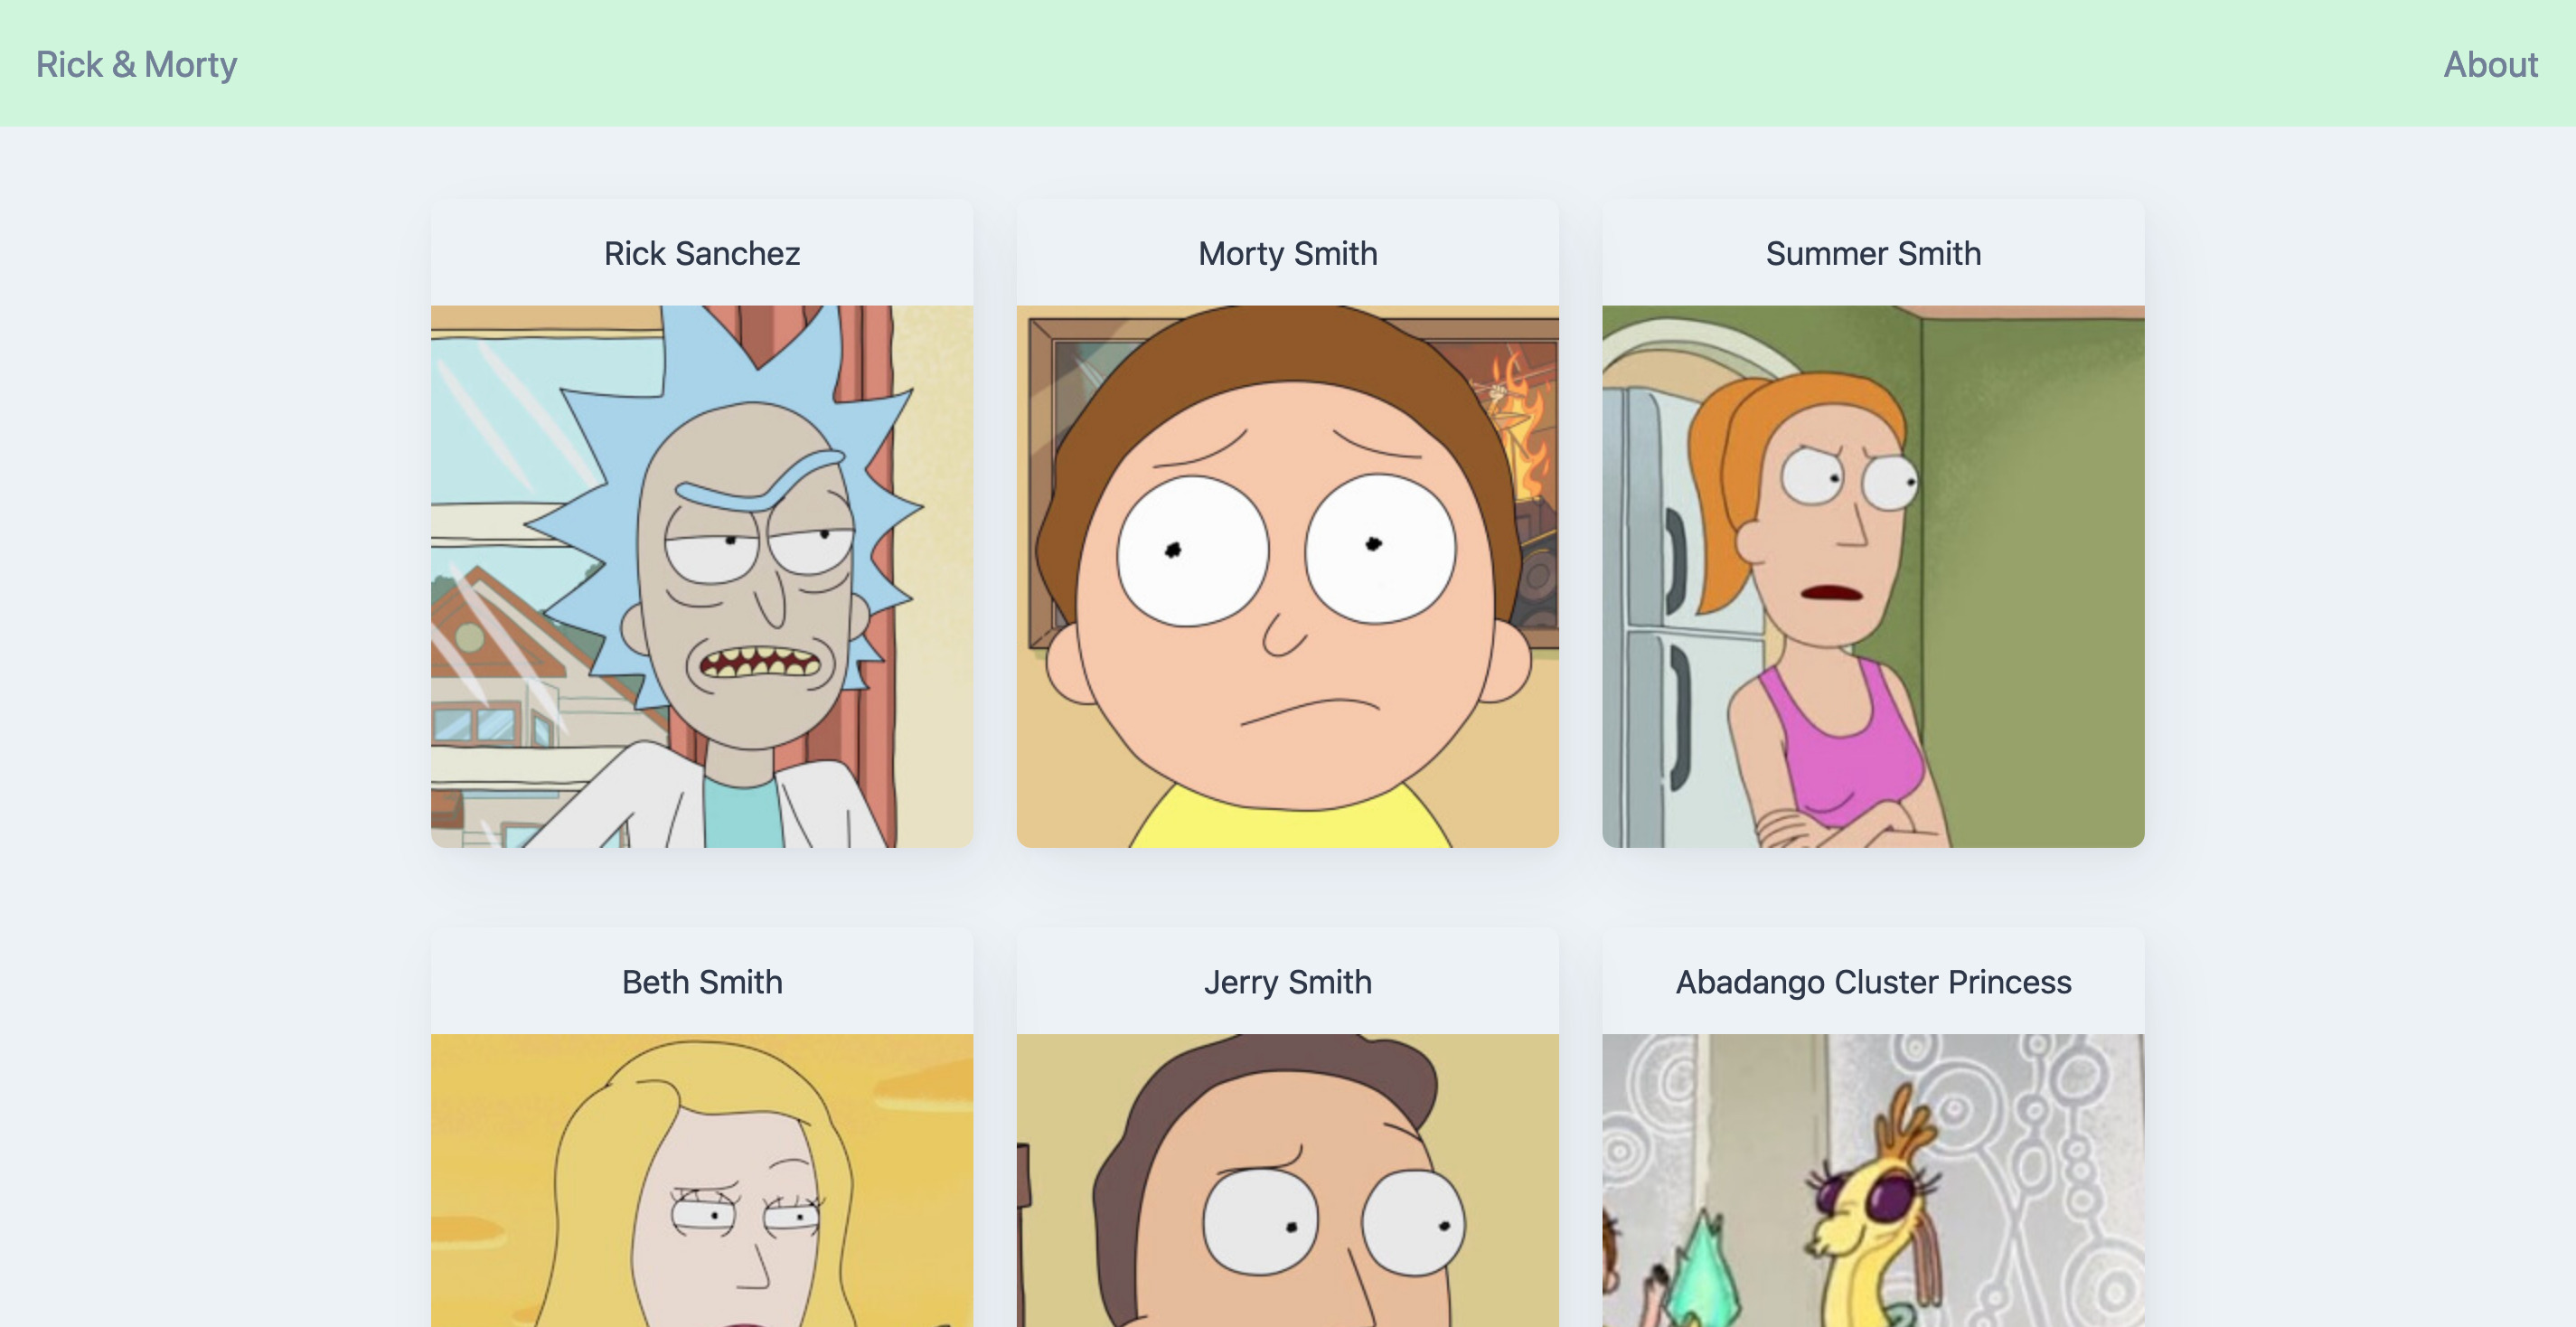 Rick & Morty
About
Rick Sanchez
Morty Smith
Summer Smith
Beth Smith
Jerry Smith
Abadango Cluster Princess